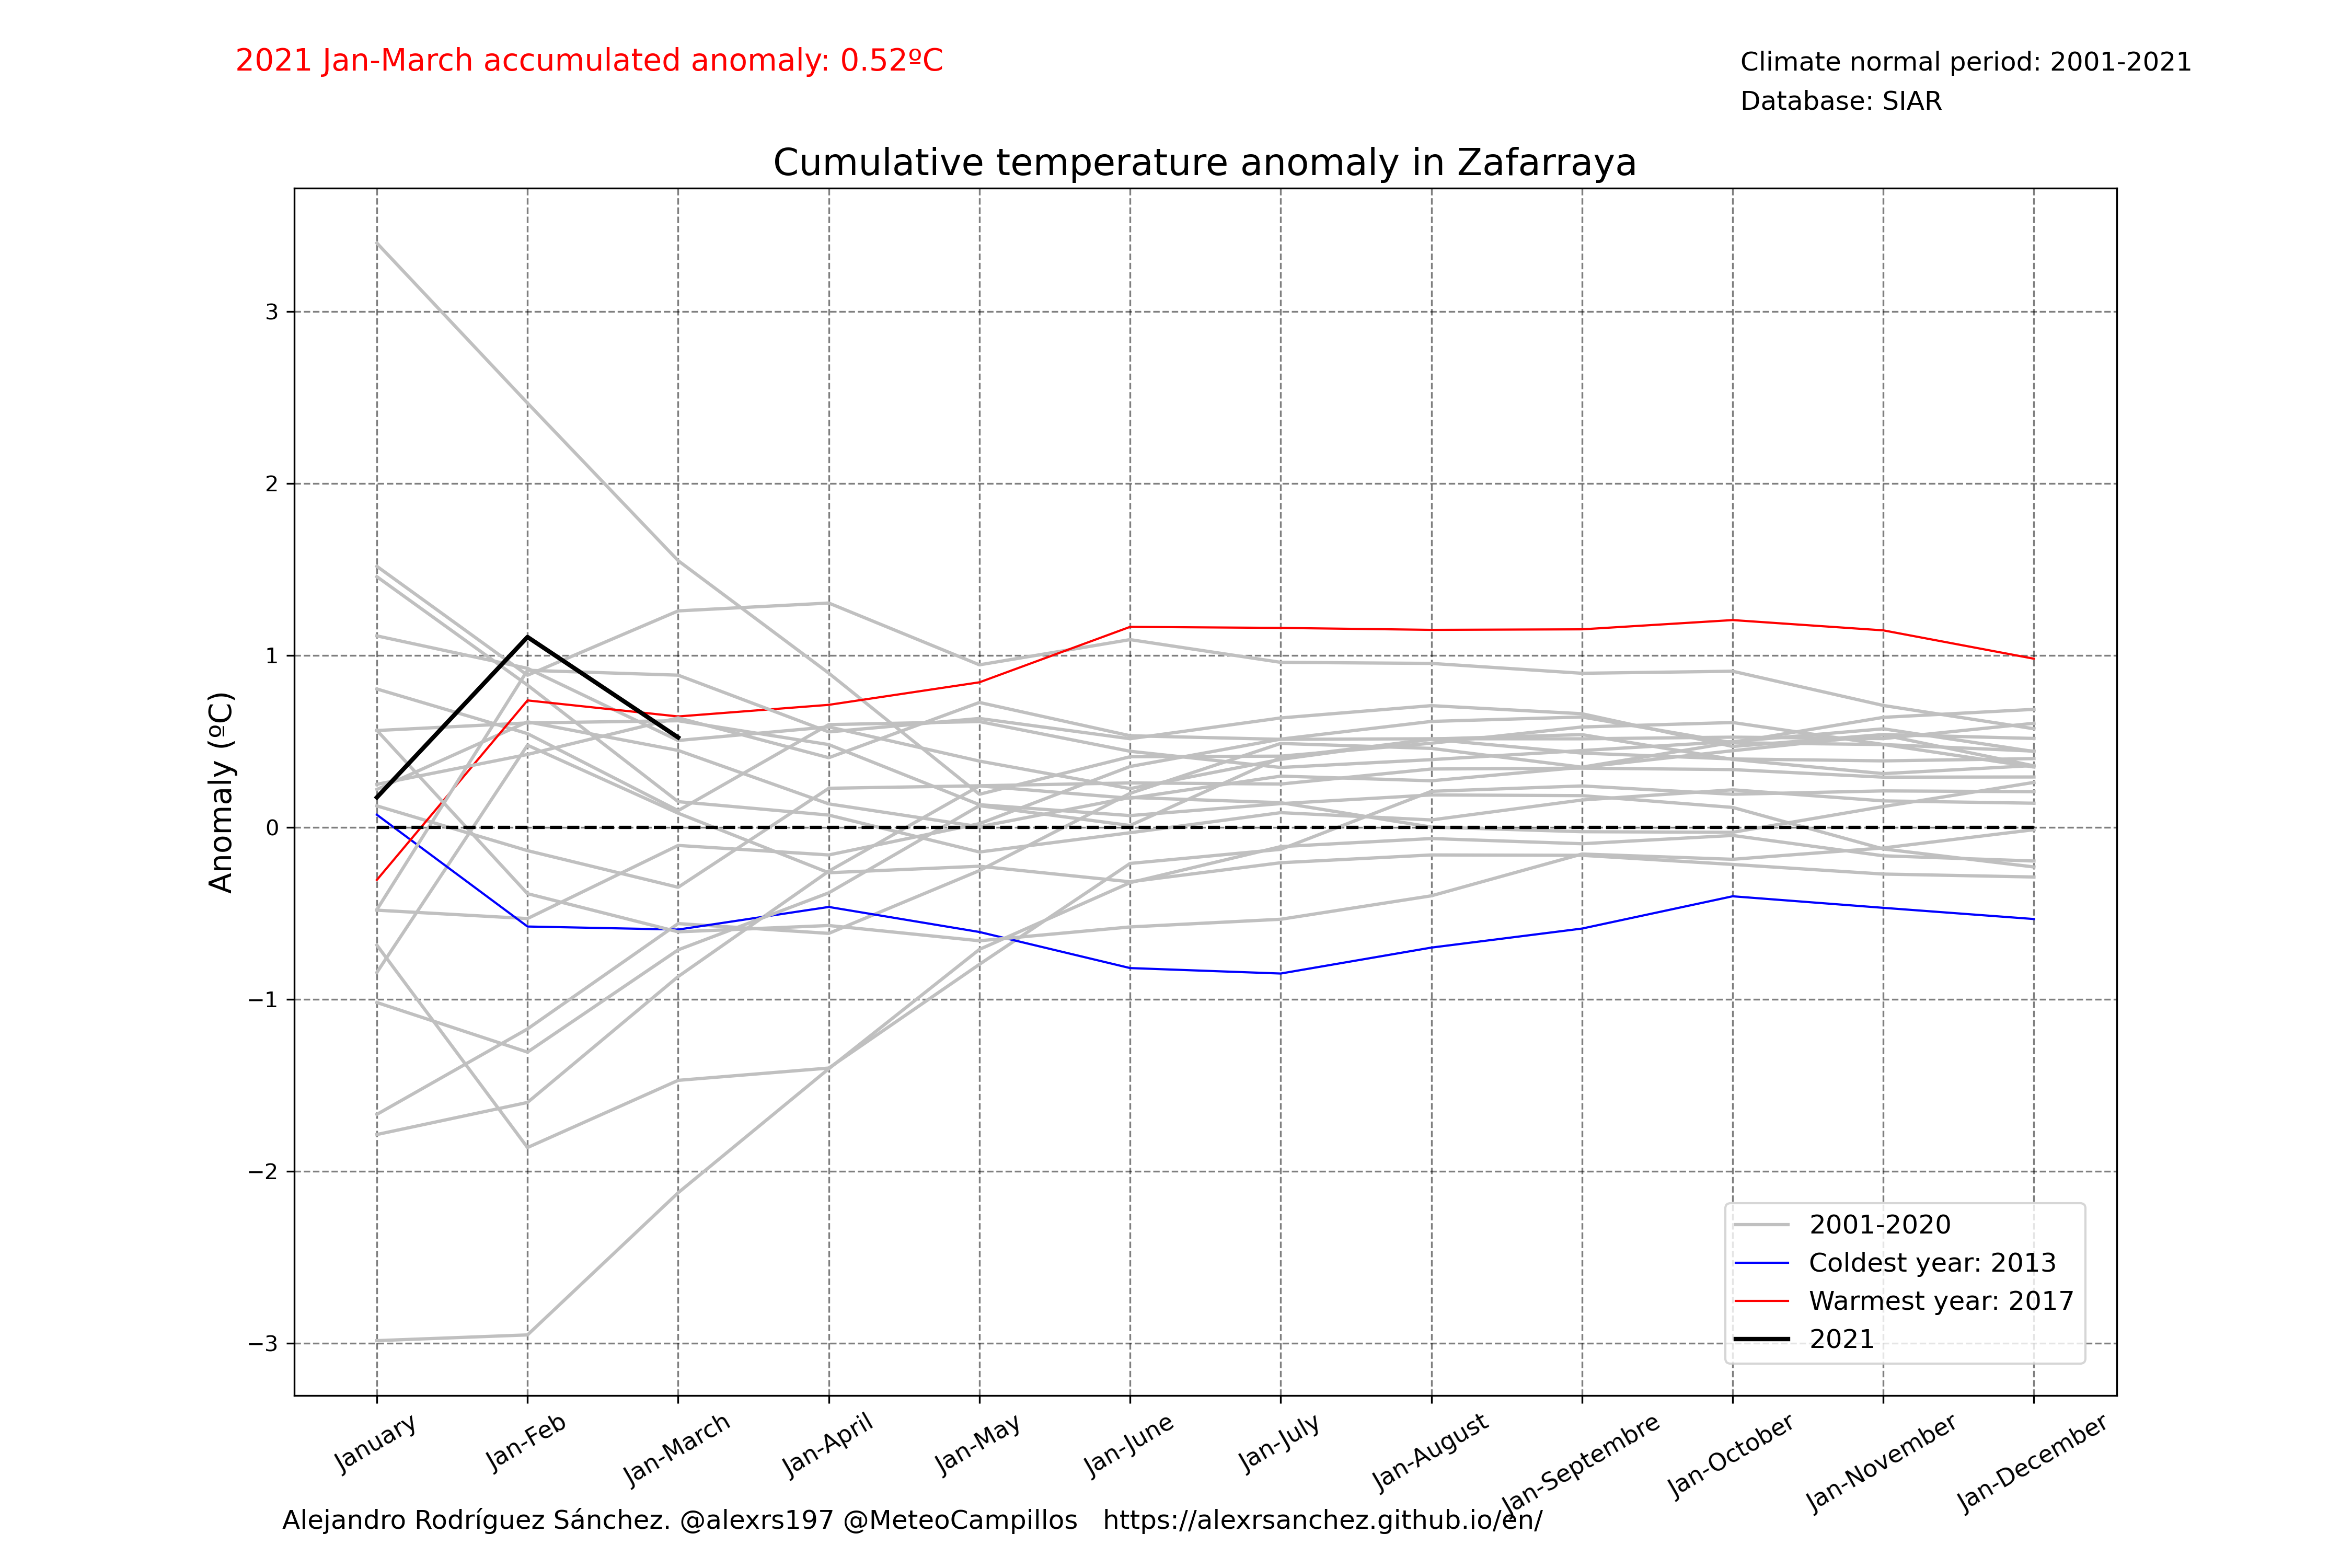 2021 Jan-March accumulated anomaly: 0.52ºC
Climate normal period: 2001-2021
Database: SIAR
Cumulative temperature anomaly in Zafarraya
Anomaly (ºC)
3
2
1
0
−1
−2
−3
2001-2020
Coldest year: 2013
Warmest year: 2017
2021
January
Jan-Feb
Jan-March
Jan-April
Jan-May
Jan-June
Jan-July
Jan-August
Jan-Septembre
Jan-October
Jan-November
Jan-December
Alejandro Rodríguez Sánchez. @alexrs197 @MeteoCampillos   https://alexrsanchez.github.io/en/